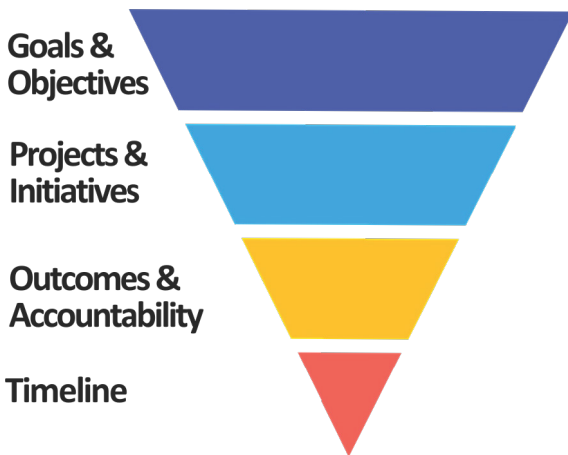 Goals &
Objectives
Projects &
Initiatives
Outcomes &
Accountability
Timeline